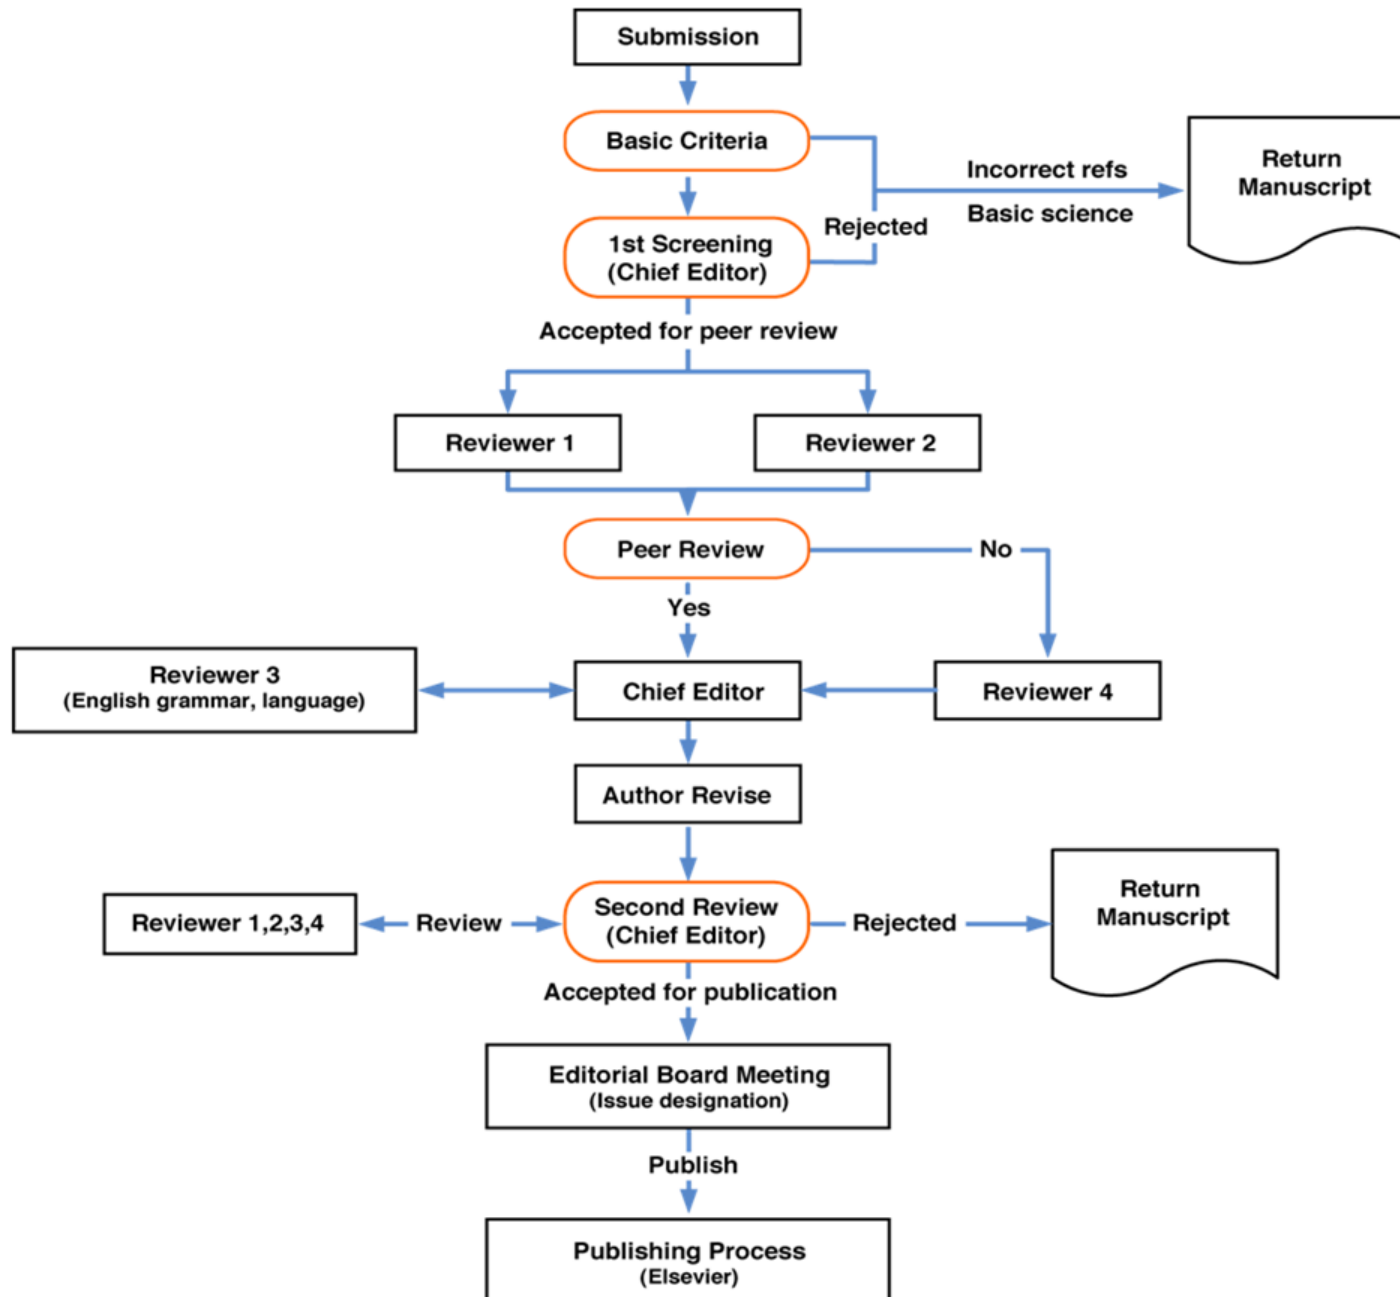 Submission
Basic Criteria
Incorrect refs
Basic science
Return
Manuscript
Rejected
1st Screening
(Chief Editor)
Accepted for peer review
Reviewer 1
Reviewer 2
Peer Review
No
Yes
Reviewer 3
(English grammar, language)
Chief Editor
Reviewer 4
Author Revise
Reviewer 1,2,3,4
Review
Second Review
(Chief Editor)
Rejected
Return
Manuscript
Accepted for publication
Editorial Board Meeting
(Issue designation)
Publish
Publishing Process
(Elsevier)